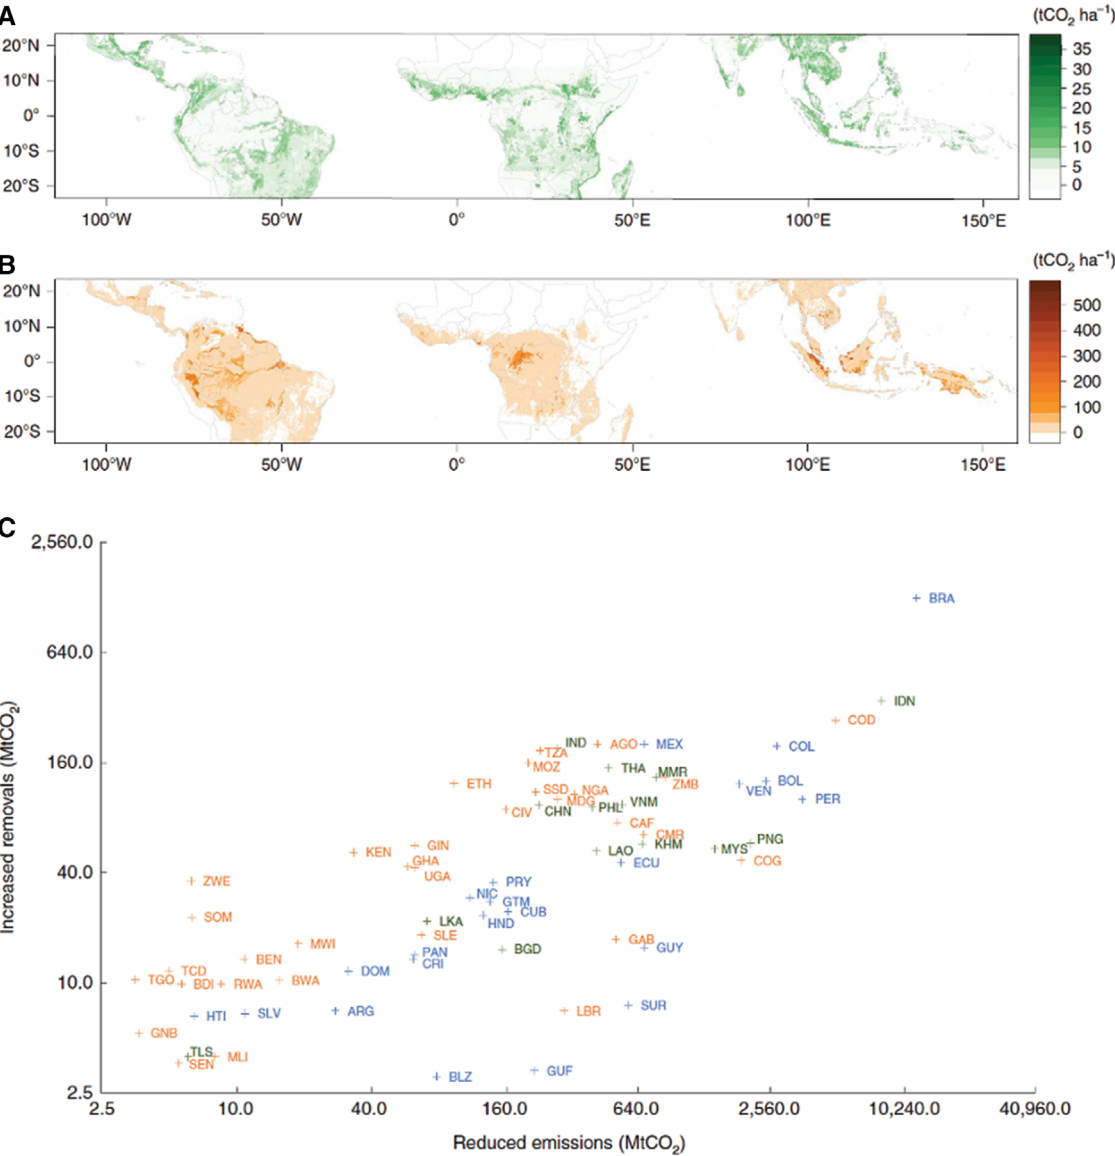 A
(tCO2 ha−1)
20°N
10°N
0°
10°S
20°S
35
30
25
20
15
10
5
0
100°W 50°W 0° 50°E 100°E 150°E
B
(tCO2 ha−1)
20°N
10°N
0°
10°S
20°S
500
400
300
200
100
0
100°W 50°W 0° 50°E 100°E 150°E
C
Increased removals (MtCO2)
2,560.0
640.0
160.0
40.0
10.0
2.5
BRA
IDN
COD
IND AGO MEX COL
TZA
MOZ THA MMR
ETH ZMB BOL
SSD NGA VEN
MDG PER
CIV CHN PHL VNM
CAF
CMR
GIN KHM PNG
KEN LAO MYS
GHA ECU COG
UGA
ZWE PRY
NIC GTM
SOM LKA HND CUB
SLE GAB
MWI BGD GUY
BEN PAN
CRI
TCD DOM
TGO BDI RWA BWA
HTI SLV ARG LBR SUR
GNB
TLS MLI
SEN
BLZ GUF
2.5 10.0 40.0 160.0 640.0 2,560.0 10,240.0 40,960.0
Reduced emissions (MtCO2)